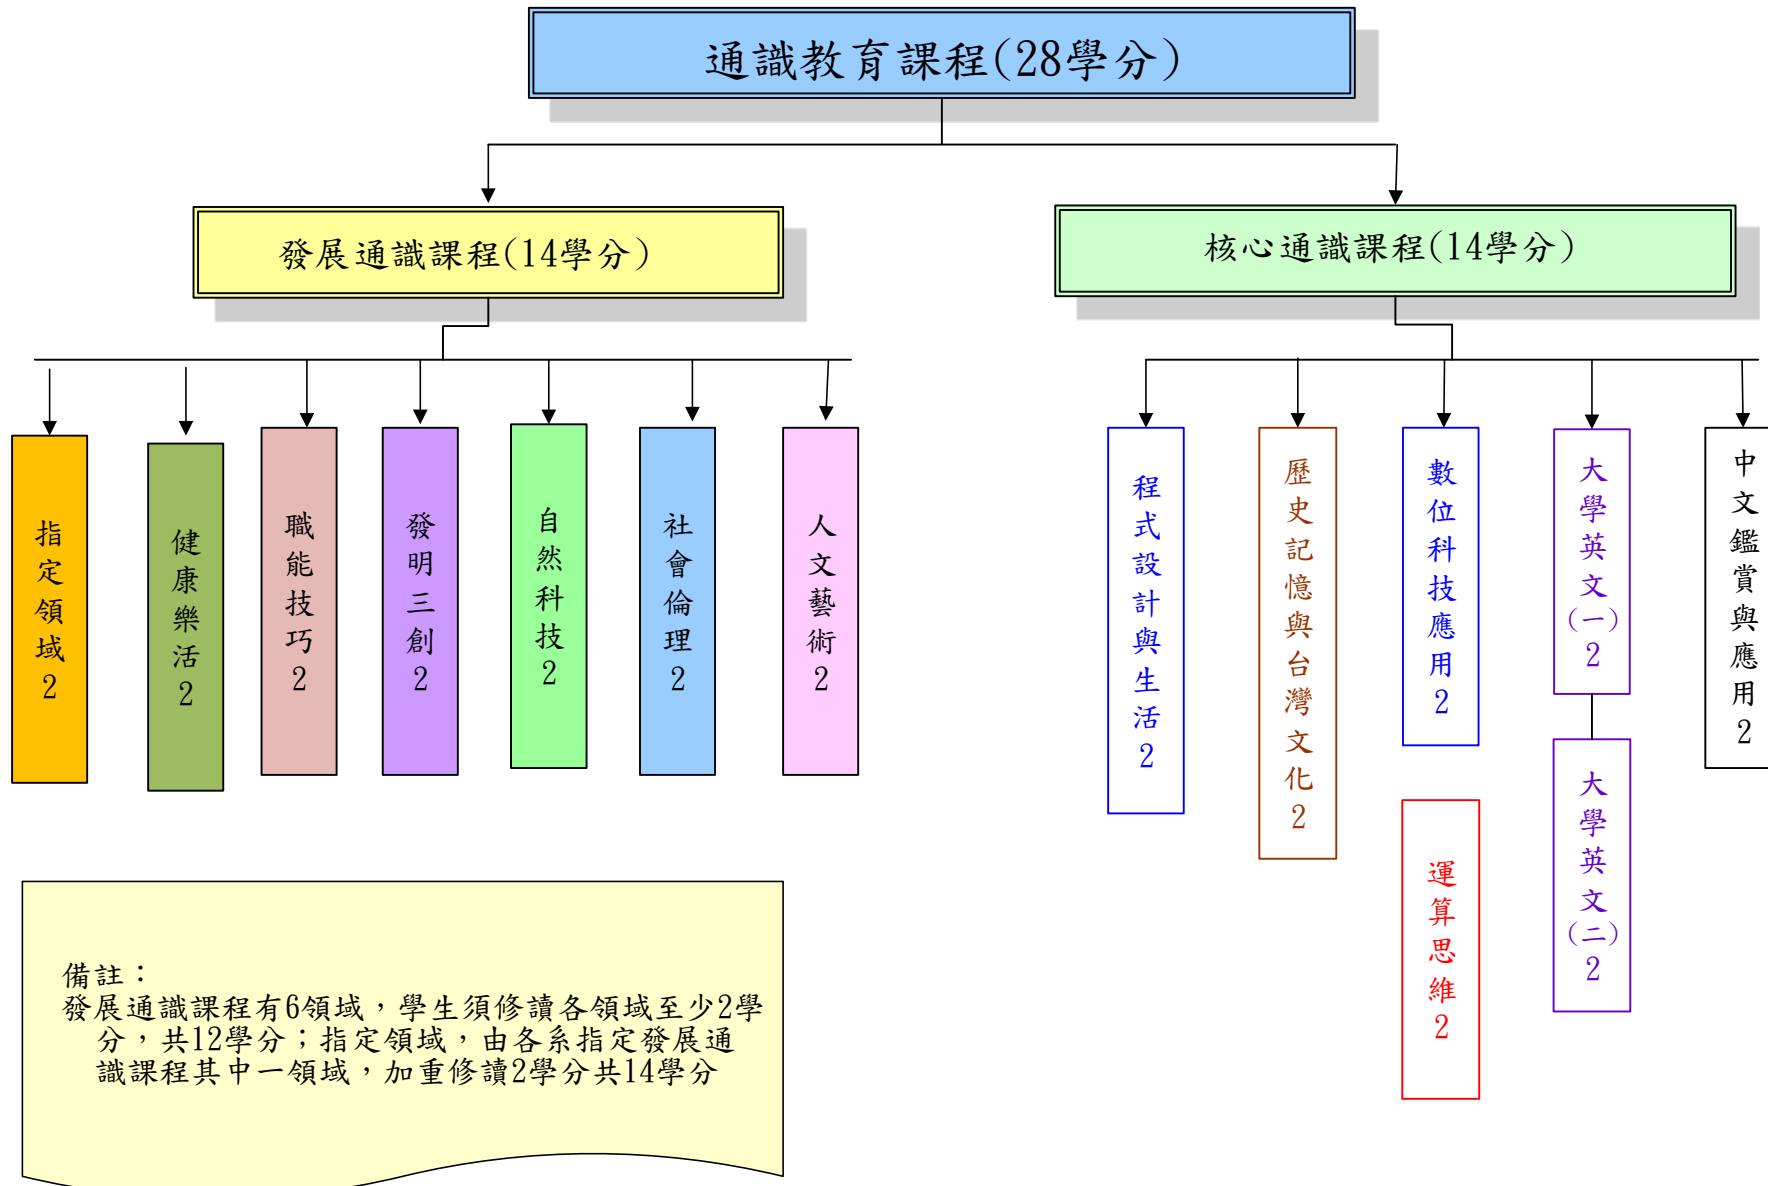 通識教育課程(28學分)
發展通識課程(14學分)
核心通識課程(14學分)
指定領域2
健康樂活2
職能技巧2
發明三創2
自然科技2
社會倫理2
人文藝術2
程式設計與生活2
歷史記憶與台灣文化2
數位科技應用2
大學英文(一)2
中文鑑賞與應用2
運算思維2
大學英文(二)2
備註：
發展通識課程有6領域，學生須修讀各領域至少2學
分，共12學分；指定領域，由各系指定發展通
識課程其中一領域，加重修讀2學分共14學分